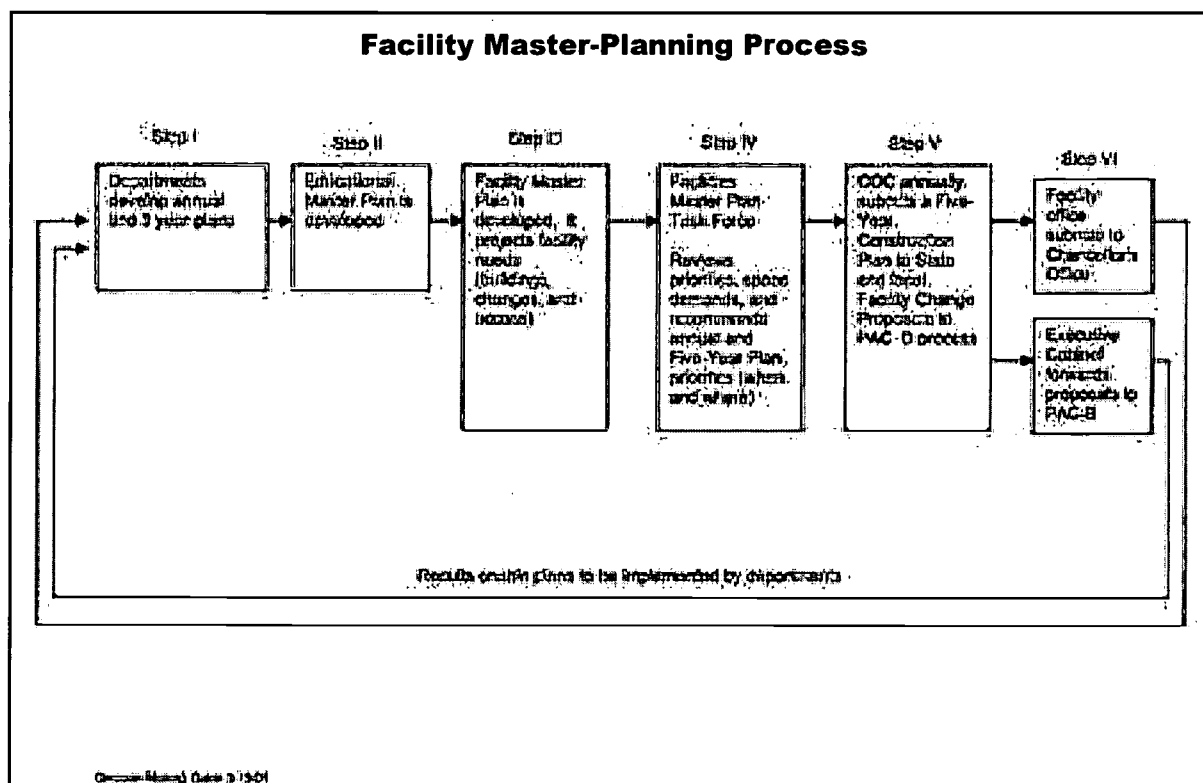 Facility Master-Planning Process
Step I
Departments
develop annual
and 3 year plans
Step II
Educational
Master Plan is
developed
Step III
Facility Master
Plan is
developed. It
projects facility
needs
(buildings,
changes, and
Step IV
Facilities
Master Plan
Task Force
Reviews
priorities, space
demands, and
recommends
annual and
Five-Year Plan
priorities (when
and where)
Step V
COC annually
submits a Five-
Year
Construction
Plan to State
and local
Facility Change
Proposals to
PAC-B process
Step VI
Facility
office
submits to
Chancellor's
Office
Executive
Cabinet
forwards
proposals to
PAC-B
Results enable plans to be implemented by departments